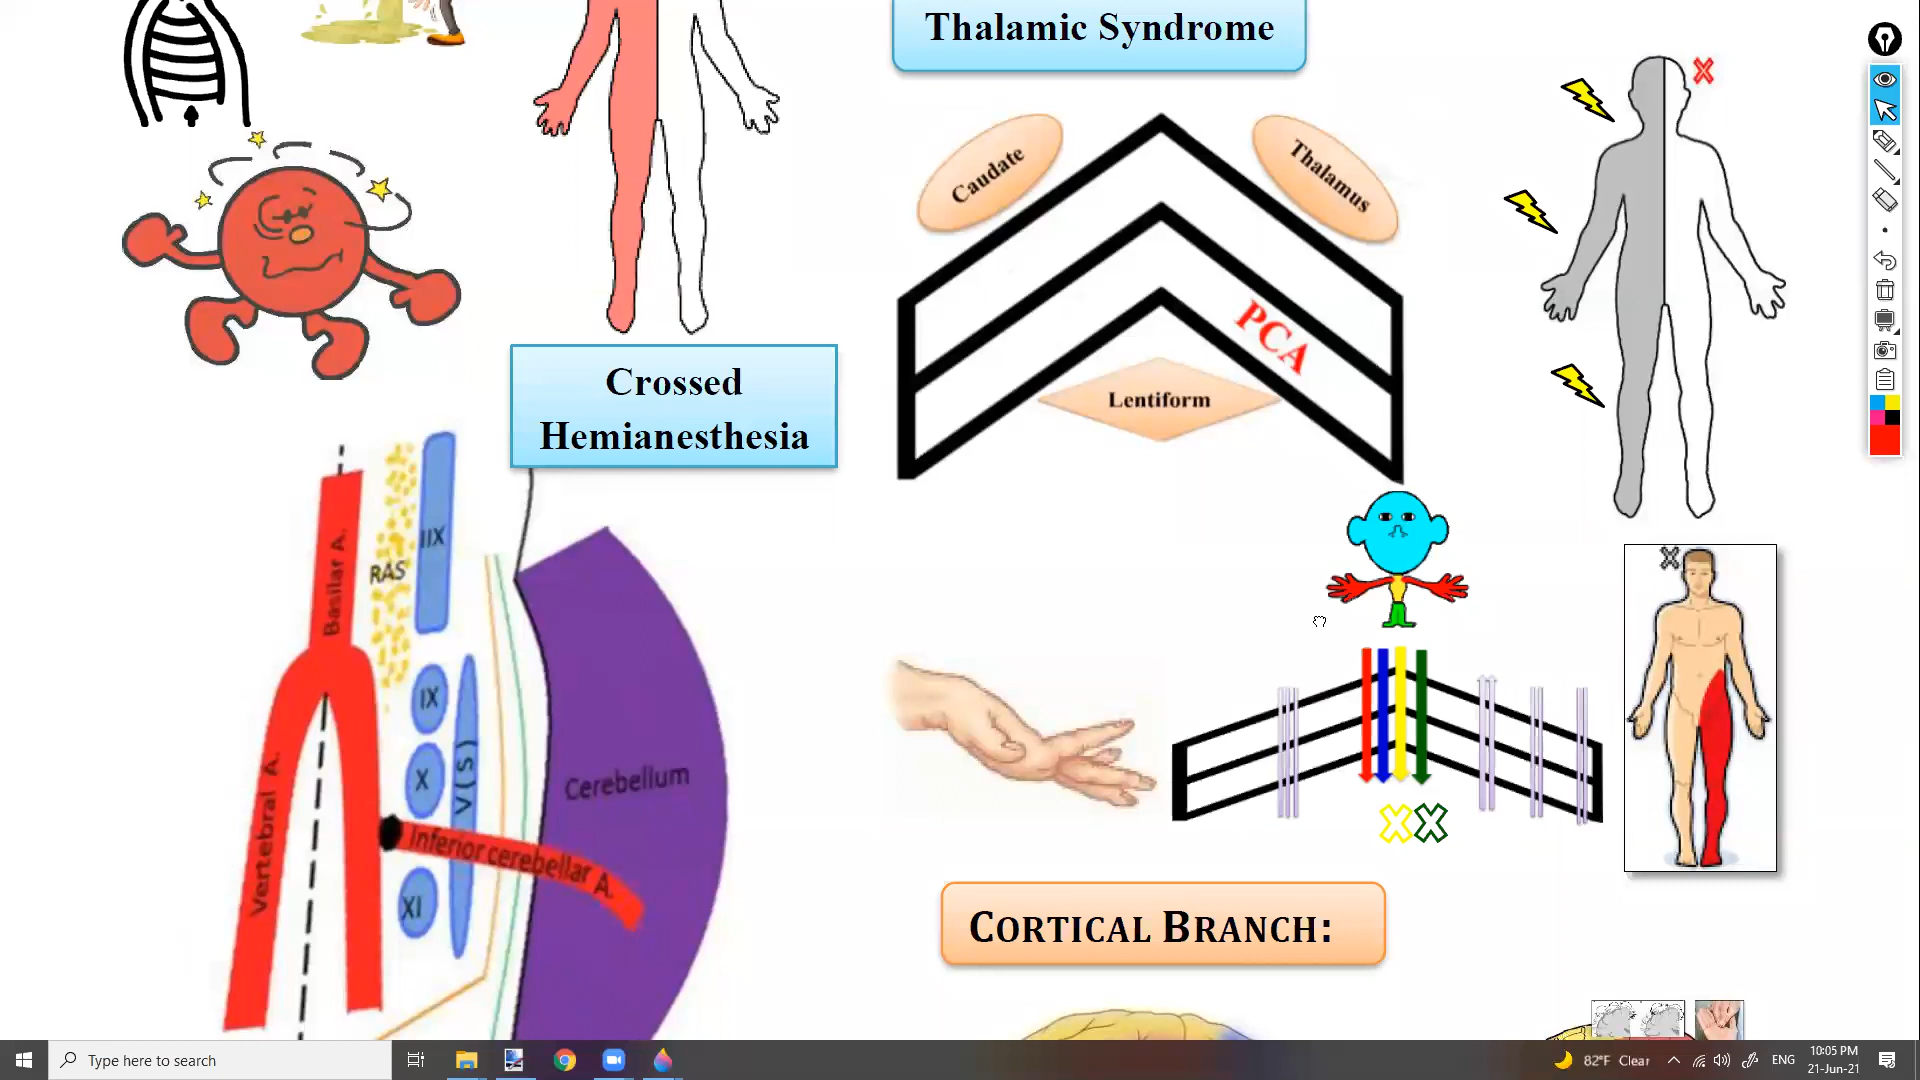 Thalamic Syndrome
Caudate
Thalamus
PCA
Lentiform
Crossed
Hemianesthesia
Basilar A.
RAS
IIX
IX
X
V(S)
XI
Vertebral A.
Inferior cerebellar A.
Cerebellum
CORTICAL BRANCH:
Type here to search
82°F Clear
ENG
10:05 PM
21-Jun-21